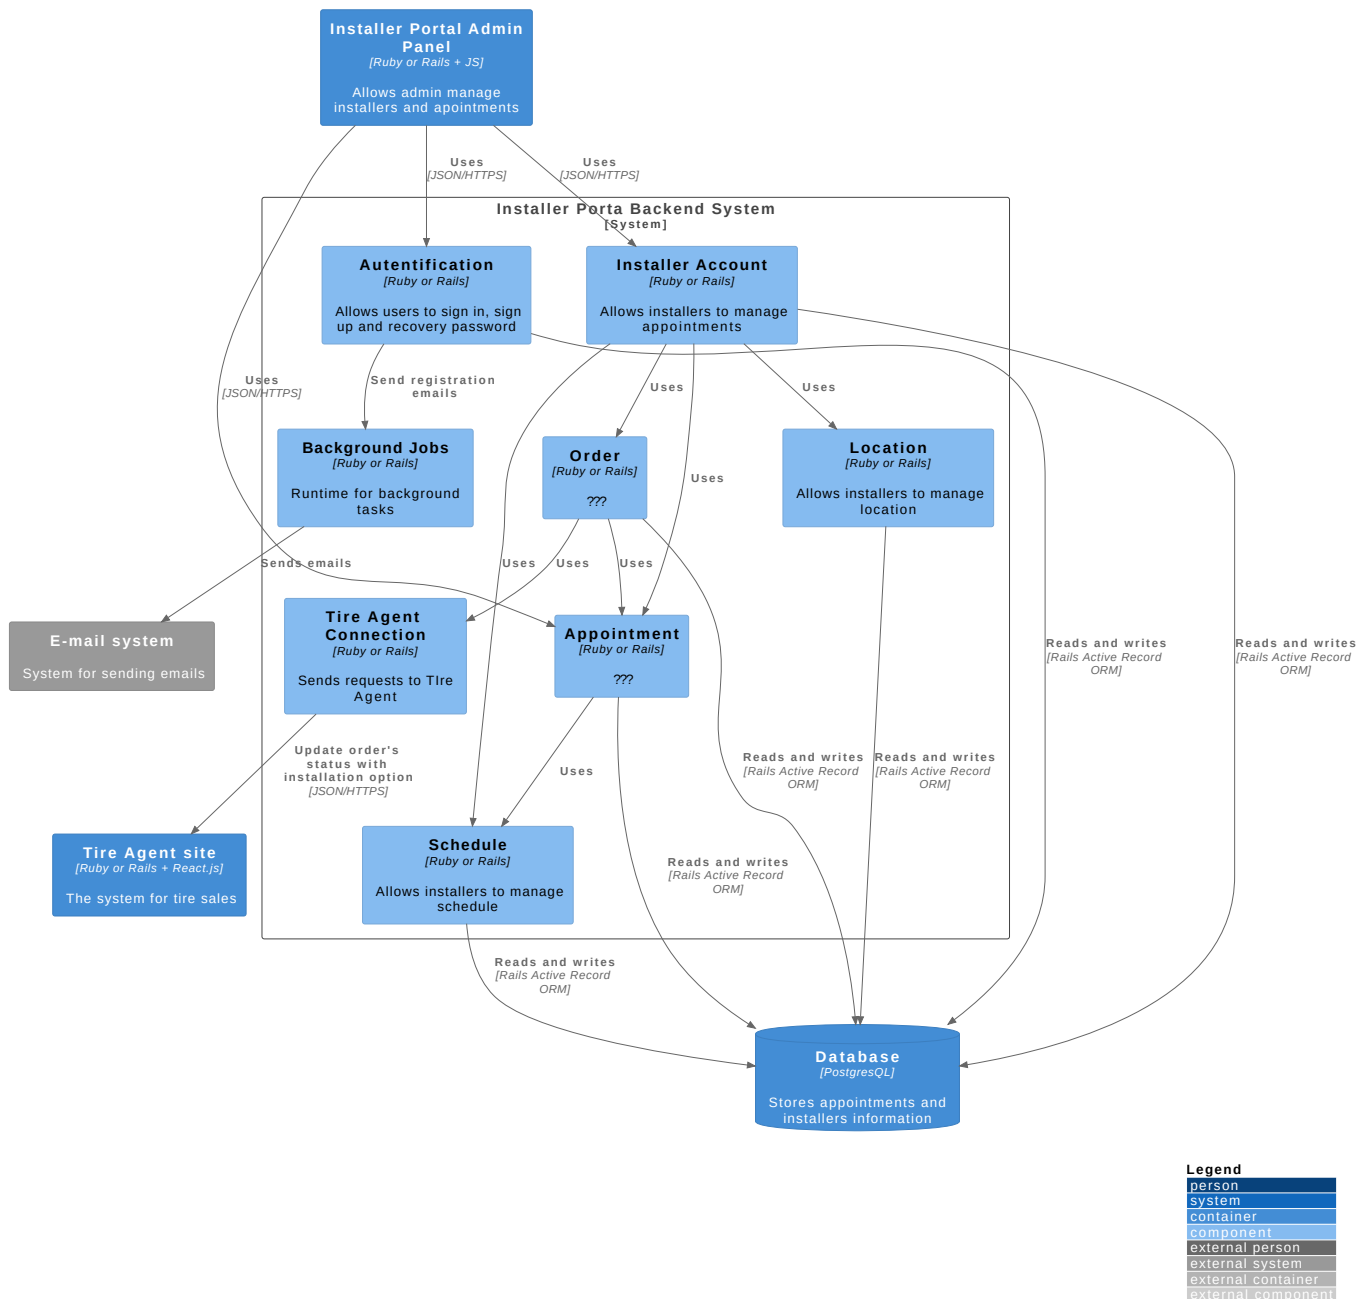 Installer Portal Admin
Panel
[Ruby or Rails + JS]
Allows admin manage
installers and apointments
Uses
[JSON/HTTPS]
Uses
[JSON/HTTPS]
Installer Porta Backend System
[System]
Autentification
[Ruby or Rails]
Allows users to sign in, sign
up and recovery password
Installer Account
[Ruby or Rails]
Allows installers to manage
appointments
Uses
[JSON/HTTPS]
Send registration
emails
Uses
Uses
Background Jobs
[Ruby or Rails]
Runtime for background
tasks
Order
[Ruby or Rails]
???
Uses
Location
[Ruby or Rails]
Allows installers to manage
location
Sends emails
Uses
Uses
Uses
E-mail system
System for sending emails
Tire Agent
Connection
[Ruby or Rails]
Sends requests to TIre
Agent
Appointment
[Ruby or Rails]
???
Reads and writes
[Rails Active Record
ORM]
Reads and writes
[Rails Active Record
ORM]
Update order's
status with
installation option
[JSON/HTTPS]
Uses
Reads and writes
[Rails Active Record
ORM]
Reads and writes
[Rails Active Record
ORM]
Tire Agent site
[Ruby or Rails + React.js]
The system for tire sales
Schedule
[Ruby or Rails]
Allows installers to manage
schedule
Reads and writes
[Rails Active Record
ORM]
Reads and writes
[Rails Active Record
ORM]
Database
[PostgresQL]
Stores appointments and
installers information
Legend
person
system
container
component
external person
external system
external container
external component